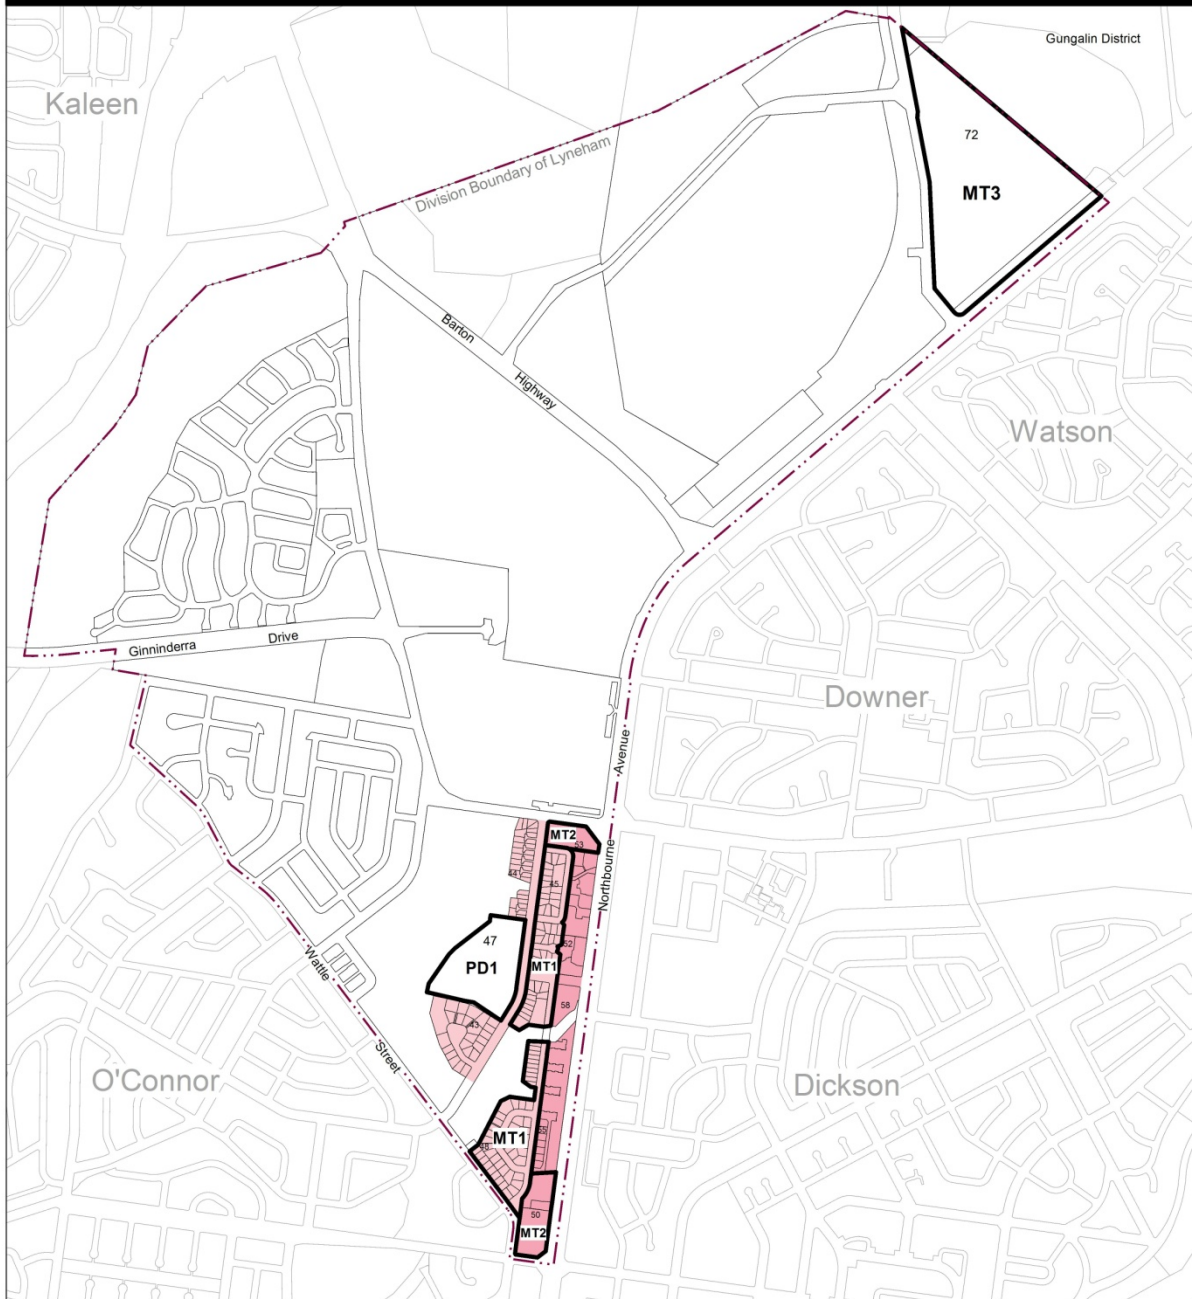 Gungalin District
Kaleen
72
Division Boundary of Lyneham
MT3
Barton
Highway
Watson
Ginninderra
Drive
Downer
Avenue
MT2
53
Northbourne
44
45
47
52
PD1
MT1
Wattle
58
43
Street
O'Connor
Dickson
55
MT1
48
50
MT2